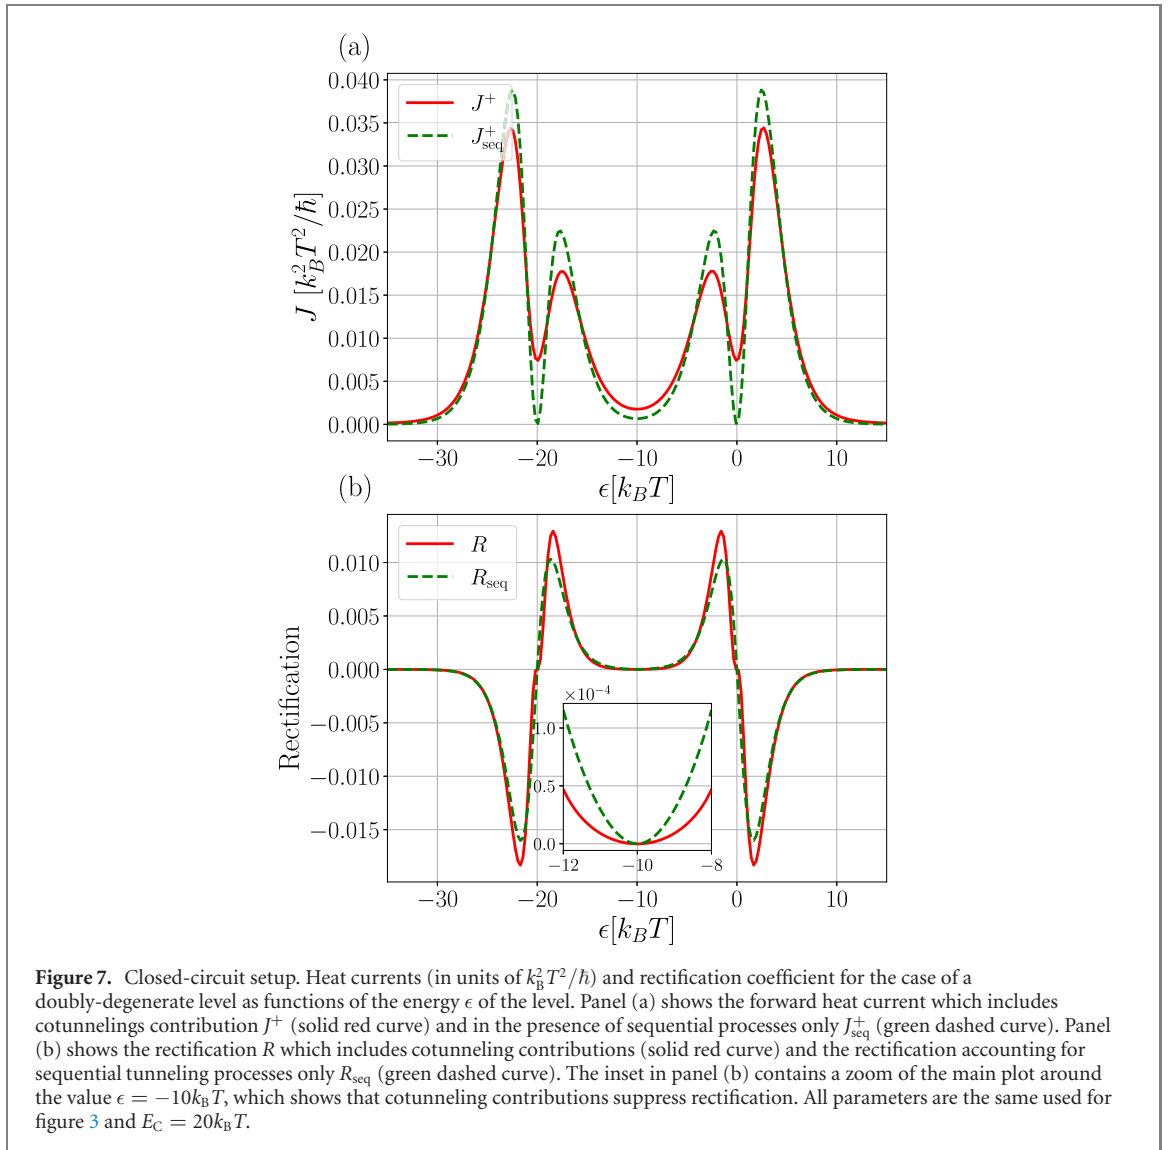 (a)
0.040
0.035
0.030
0.025
0.020
0.015
0.010
0.005
0.000
J [k_B^2T^2/ℏ]
J^+
J_seq^+
−30
−20
−10
0
10
ϵ[k_BT]
(b)
0.010
0.005
0.000
−0.005
−0.010
−0.015
Rectification
R
R_seq
×10^−4
1.0
0.5
0.0
−12
−10
−8
−30
−20
−10
0
10
ϵ[k_BT]
Figure 7. Closed-circuit setup. Heat currents (in units of k_B^2T^2/ℏ) and rectification coefficient for the case of a
doubly-degenerate level as functions of the energy ϵ of the level. Panel (a) shows the forward heat current which includes
cotunnelings contribution J^+ (solid red curve) and in the presence of sequential processes only J_seq^+ (green dashed curve). Panel
(b) shows the rectification R which includes cotunneling contributions (solid red curve) and the rectification accounting for
sequential tunneling processes only R_seq (green dashed curve). The inset in panel (b) contains a zoom of the main plot around
the value ϵ = −10k_BT, which shows that cotunneling contributions suppress rectification. All parameters are the same used for
figure 3 and E_C = 20k_BT.